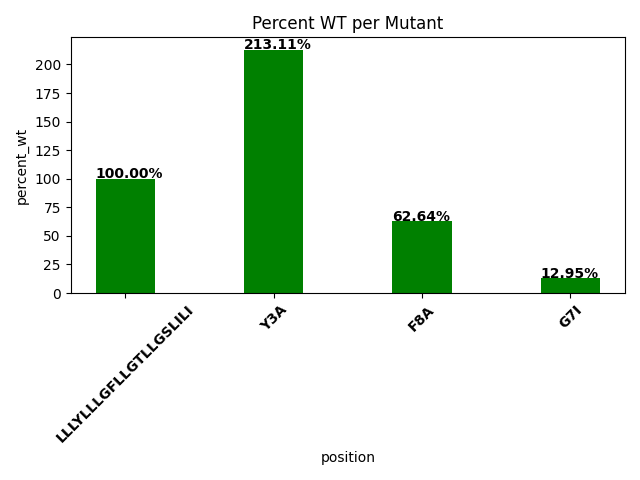 Percent WT per Mutant
213.11%
100.00%
62.64%
12.95%
percent_wt
200
175
150
125
100
75
50
25
0
LLLYLLLGFLLGTLLGSLILI
Y3A
F8A
G7I
position